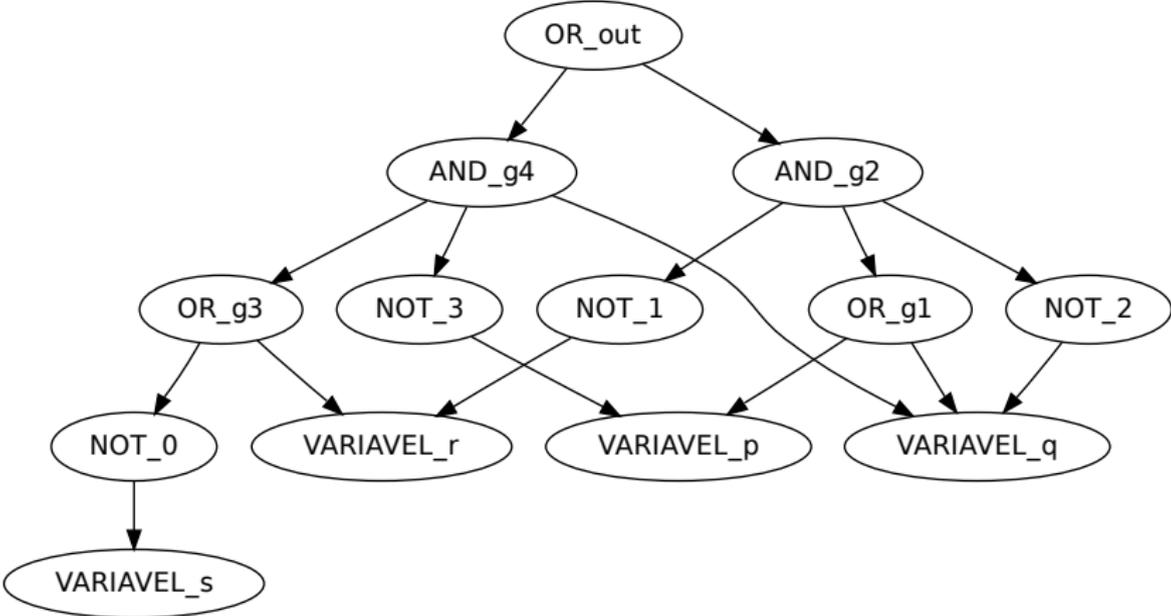 OR_out
AND_g4
AND_g2
OR_g3
NOT_3
NOT_1
OR_g1
NOT_2
NOT_0
VARIAVEL_r
VARIAVEL_p
VARIAVEL_q
VARIAVEL_s